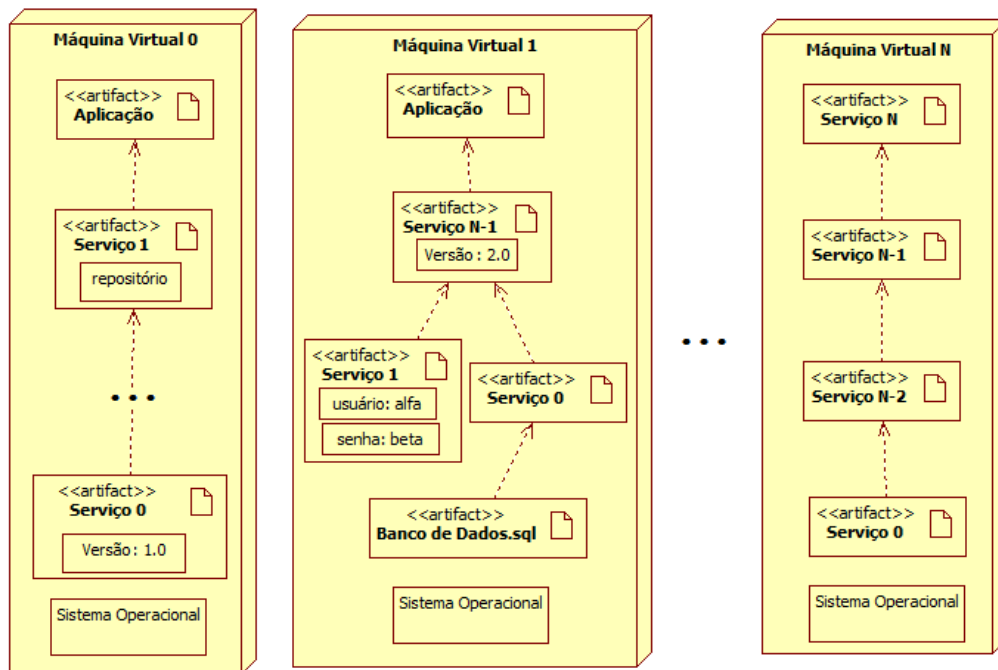 Máquina Virtual 0
<<artifact>>
Aplicação
<<artifact>>
Serviço 1
repositório
...
<<artifact>>
Serviço 0
Versão: 1.0
Sistema Operacional
Máquina Virtual 1
<<artifact>>
Aplicação
<<artifact>>
Serviço N-1
Versão : 2.0
<<artifact>>
Serviço 1
usuário: alfa
senha: beta
<<artifact>>
Serviço 0
<<artifact>>
Banco de Dados.sql
Sistema Operacional
...
Máquina Virtual N
<<artifact>>
Serviço N
<<artifact>>
Serviço N-1
<<artifact>>
Serviço N-2
<<artifact>>
Serviço 0
Sistema Operacional